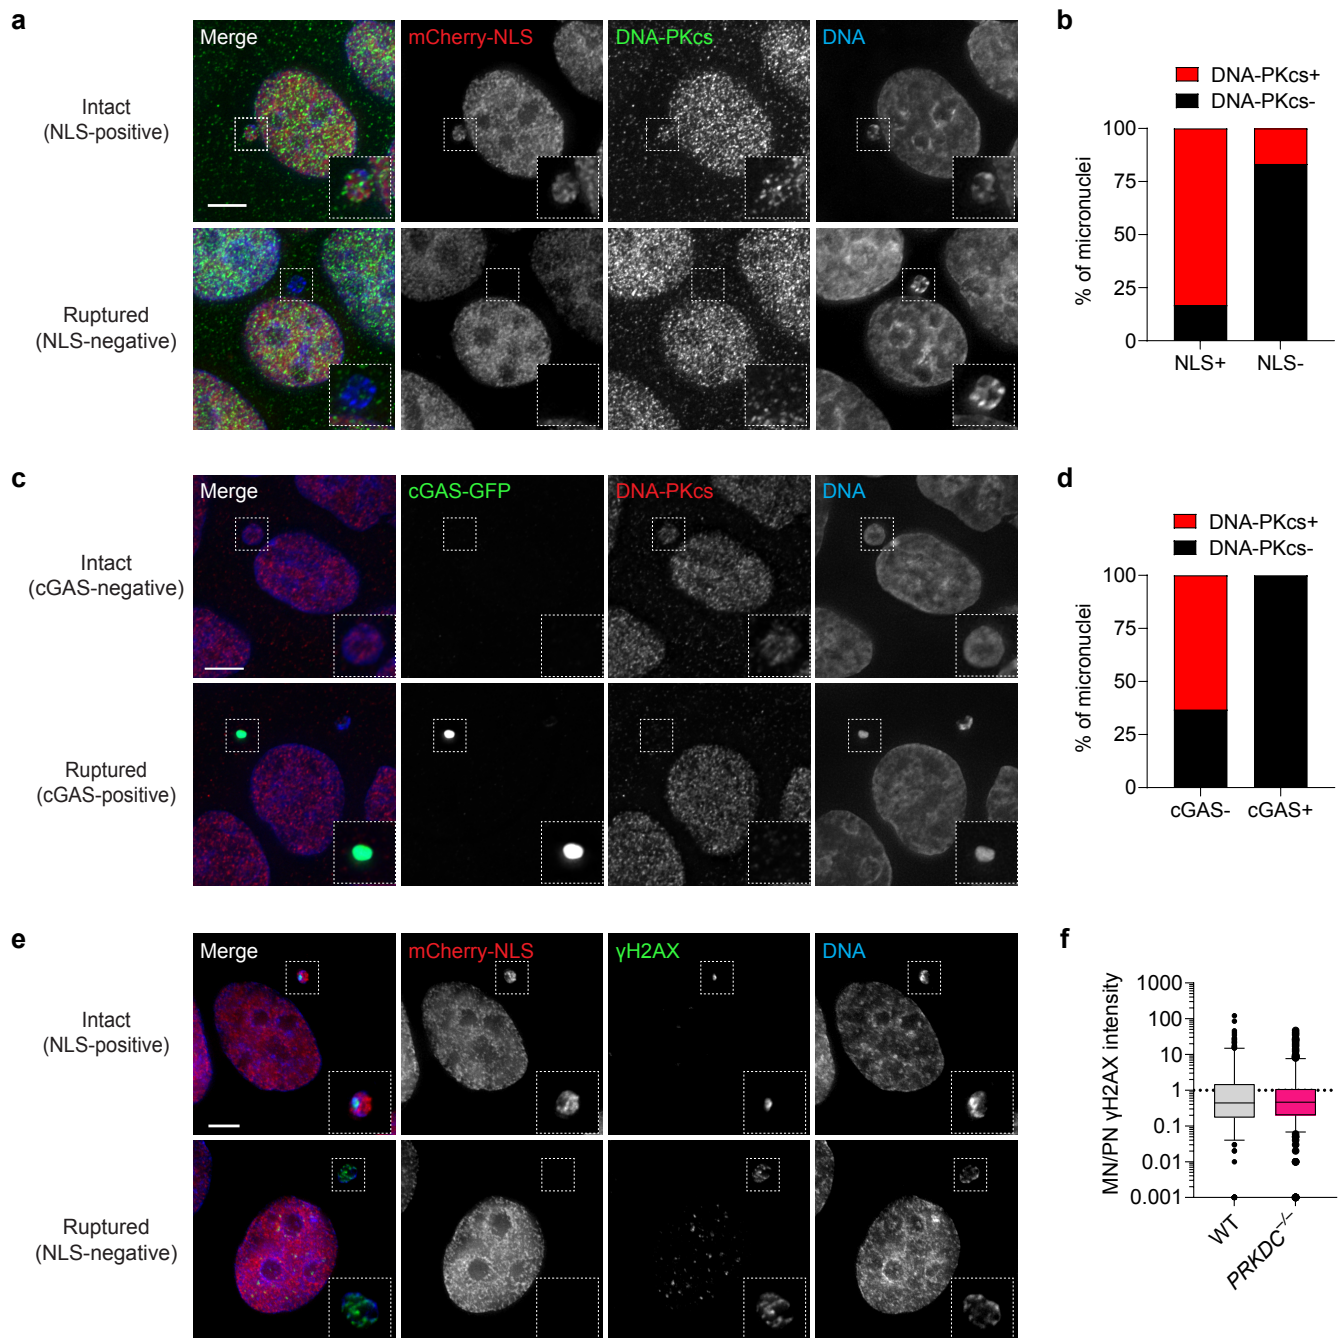 a
Merge
mCherry-NLS
DNA-PKcs
DNA
Intact
(NLS-positive)
Ruptured
(NLS-negative)
b
DNA-PKcs+
DNA-PKcs-
% of micronuclei
100
75
50
25
0
NLS+
NLS-
c
Merge
cGAS-GFP
DNA-PKcs
DNA
Intact
(cGAS-negative)
Ruptured
(cGAS-positive)
d
DNA-PKcs+
DNA-PKcs-
% of micronuclei
100
75
50
25
0
cGAS-
cGAS+
e
Merge
mCherry-NLS
γH2AX
DNA
Intact
(NLS-positive)
Ruptured
(NLS-negative)
f
MN/PN γH2AX intensity
1000
100
10
1
0.1
0.01
0.001
WT
PRKDC⁻/⁻